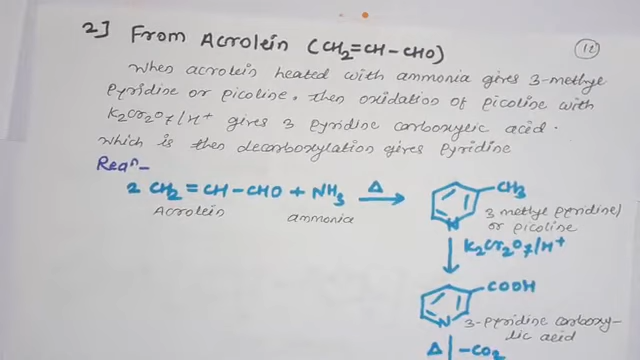 2] From Acrolein (CH₂=CH-CHO)
12
When acrolein heated with ammonia gives 3-methyl
Pyridine or picoline. then oxidation of picoline with
K₂Cr₂O₇/H⁺ gives 3 pyridine carboxylic acid.
which is then decarboxylation gives Pyridine
Reaⁿ-
2 CH₂=CH-CHO + NH₃ Δ → CH₃
N
Acrolein ammonia 3 methyl pyridine/
or picoline
K₂Cr₂O₇/H⁺
COOH
N
3-pyridine carboxy-
lic acid
Δ -CO₂